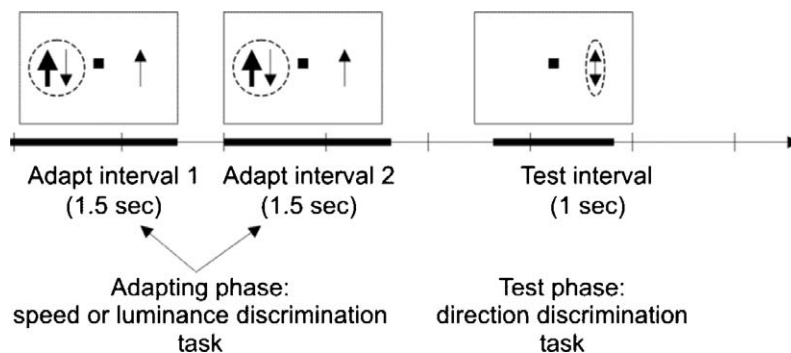 Adapt interval 1
(1.5 sec)
Adapt interval 2
(1.5 sec)
Test interval
(1 sec)
Adapting phase:
speed or luminance discrimination
task
Test phase:
direction discrimination
task